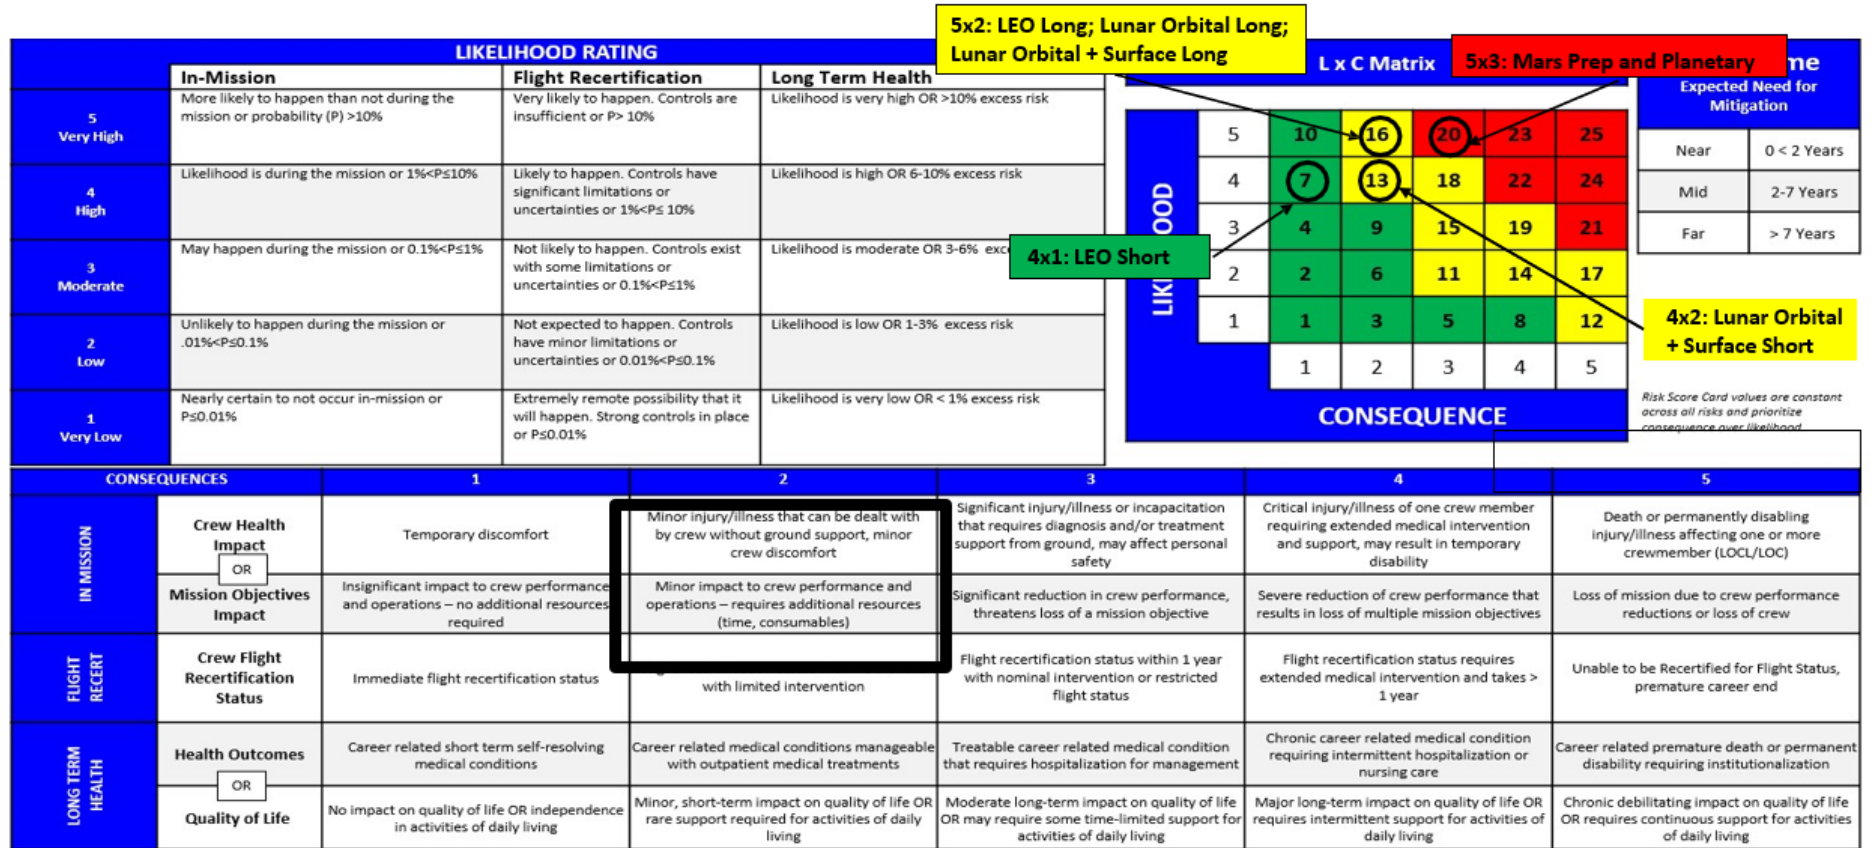 5x2: LEO Long; Lunar Orbital Long;
Lunar Orbital + Surface Long
LIKELIHOOD RATING
In-Mission
Flight Recertification
Long Term Health
5
Very High
More likely to happen than not during the
mission or probability (P) >10%
Very likely to happen. Controls are
insufficient or P> 10%
Likelihood is very high OR >10% excess risk
4
High
Likelihood is during the mission or 1%<P≤10%
Likely to happen. Controls have
significant limitations or
uncertainties or 1%<P≤ 10%
Likelihood is high OR 6-10% excess risk
3
Moderate
May happen during the mission or 0.1%<P≤1%
Not likely to happen. Controls exist
with some limitations or
uncertainties or 0.1%<P≤1%
Likelihood is moderate OR 3-6%
2
Low
Unlikely to happen during the mission or
.01%<P≤0.1%
Not expected to happen. Controls
have minor limitations or
uncertainties or 0.01%<P≤0.1%
Likelihood is low OR 1-3% excess risk
1
Very Low
Nearly certain to not occur in-mission or
P≤0.01%
Extremely remote possibility that it
will happen. Strong controls in place
or P≤0.01%
Likelihood is very low OR < 1% excess risk
L x C Matrix
5x3: Mars Prep and Planetary
5 10 16 20 23 25
4 7 13 18 22 24
3 4 9 15 19 21
2 2 6 11 14 17
1 1 3 5 8 12
1 2 3 4 5
CONSEQUENCE
4x1: LEO Short
4x2: Lunar Orbital
+ Surface Short
Expected Need for
Mitigation
Near 0 < 2 Years
Mid 2-7 Years
Far > 7 Years
Risk Score Card values are constant
across all risks and prioritize
consequence over likelihood
CONSEQUENCES 1 2 3 4 5
IN MISSION
Crew Health
Impact
Temporary discomfort
Minor injury/illness that can be dealt with
by crew without ground support, minor
crew discomfort
Significant injury/illness or incapacitation
that requires diagnosis and/or treatment
support from ground, may affect personal
safety
Critical injury/illness of one crew member
requiring extended medical intervention
and support, may result in temporary
disability
Death or permanently disabling
injury/illness affecting one or more
crewmember (LOCL/LOC)
OR
Mission Objectives
Impact
Insignificant impact to crew performance
and operations – no additional resources
required
Minor impact to crew performance and
operations – requires additional resources
(time, consumables)
Significant reduction in crew performance,
threatens loss of a mission objective
Severe reduction of crew performance that
results in loss of multiple mission objectives
Loss of mission due to crew performance
reductions or loss of crew
FLIGHT
RECERT
Crew Flight
Recertification
Status
Immediate flight recertification status
with limited intervention
Flight recertification status within 1 year
with nominal intervention or restricted
flight status
Flight recertification status requires
extended medical intervention and takes >
1 year
Unable to be Recertified for Flight Status,
premature career end
LONG TERM
HEALTH
Health Outcomes
Career related short term self-resolving
medical conditions
Career related medical conditions manageable
with outpatient medical treatments
Treatable career related medical condition
that requires hospitalization for management
Chronic career related medical condition
requiring intermittent hospitalization or
nursing care
Career related premature death or permanent
disability requiring institutionalization
OR
Quality of Life
No impact on quality of life OR independence
in activities of daily living
Minor, short-term impact on quality of life OR
rare support required for activities of daily
living
Moderate long-term impact on quality of life
OR may require some time-limited support for
activities of daily living
Major long-term impact on quality of life OR
requires intermittent support for activities of
daily living
Chronic debilitating impact on quality of life
OR requires continuous support for activities
of daily living